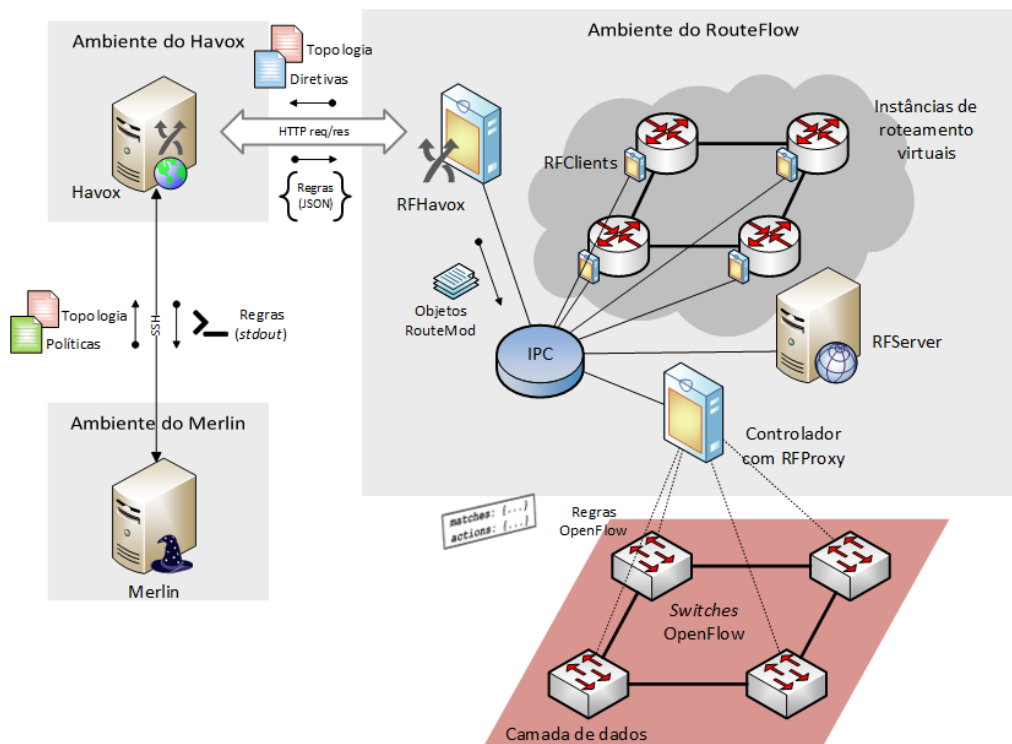 Ambiente do Havox
Topologia
Diretivas
HTTP req/res
Regras
(JSON)
Havox
RFHavox
Ambiente do RouteFlow
Instâncias de
roteamento
virtuais
RFClients
Objetos
RouteMod
IPC
RFServer
Controlador
com RFProxy
Topologia
Políticas
SSH
Regras
(stdout)
Ambiente do Merlin
Merlin
matches: {...}
actions: {...}
Regras
OpenFlow
Switches
OpenFlow
Camada de dados